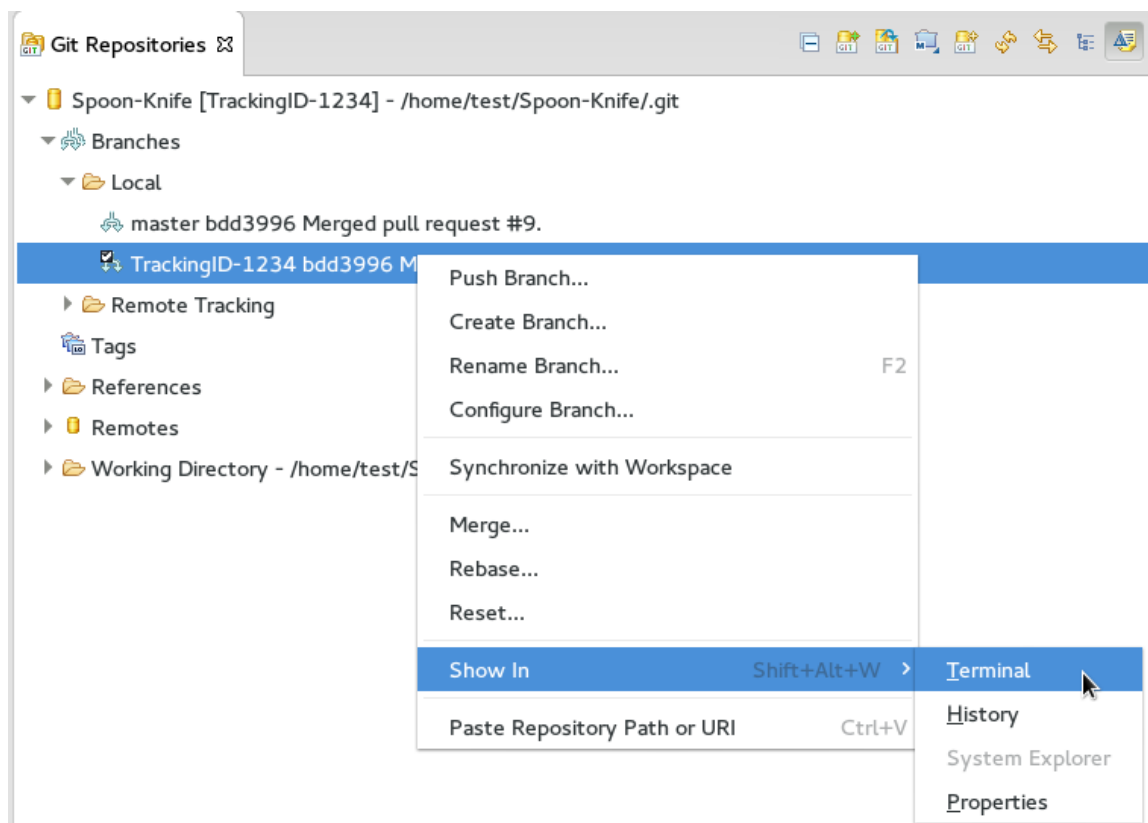 Git Repositories
Spoon-Knife [TrackingID-1234] - /home/test/Spoon-Knife/.git
Branches
Local
master bdd3996 Merged pull request #9.
TrackingID-1234 bdd3996 M
Remote Tracking
Tags
References
Remotes
Working Directory - /home/test/S
Push Branch...
Create Branch...
Rename Branch... F2
Configure Branch...
Synchronize with Workspace
Merge...
Rebase...
Reset...
Show In Shift+Alt+W
Paste Repository Path or URI Ctrl+V
Terminal
History
System Explorer
Properties